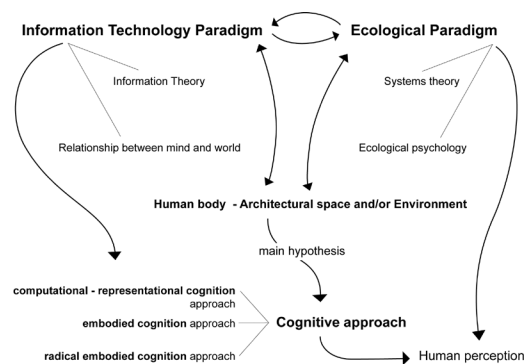 Information Technology Paradigm
Ecological Paradigm
Information Theory
Systems theory
Relationship between mind and world
Ecological psychology
Human body - Architectural space and/or Environment
main hypothesis
computational - representational cognition
approach
embodied cognition approach
Cognitive approach
radical embodied cognition approach
Human perception